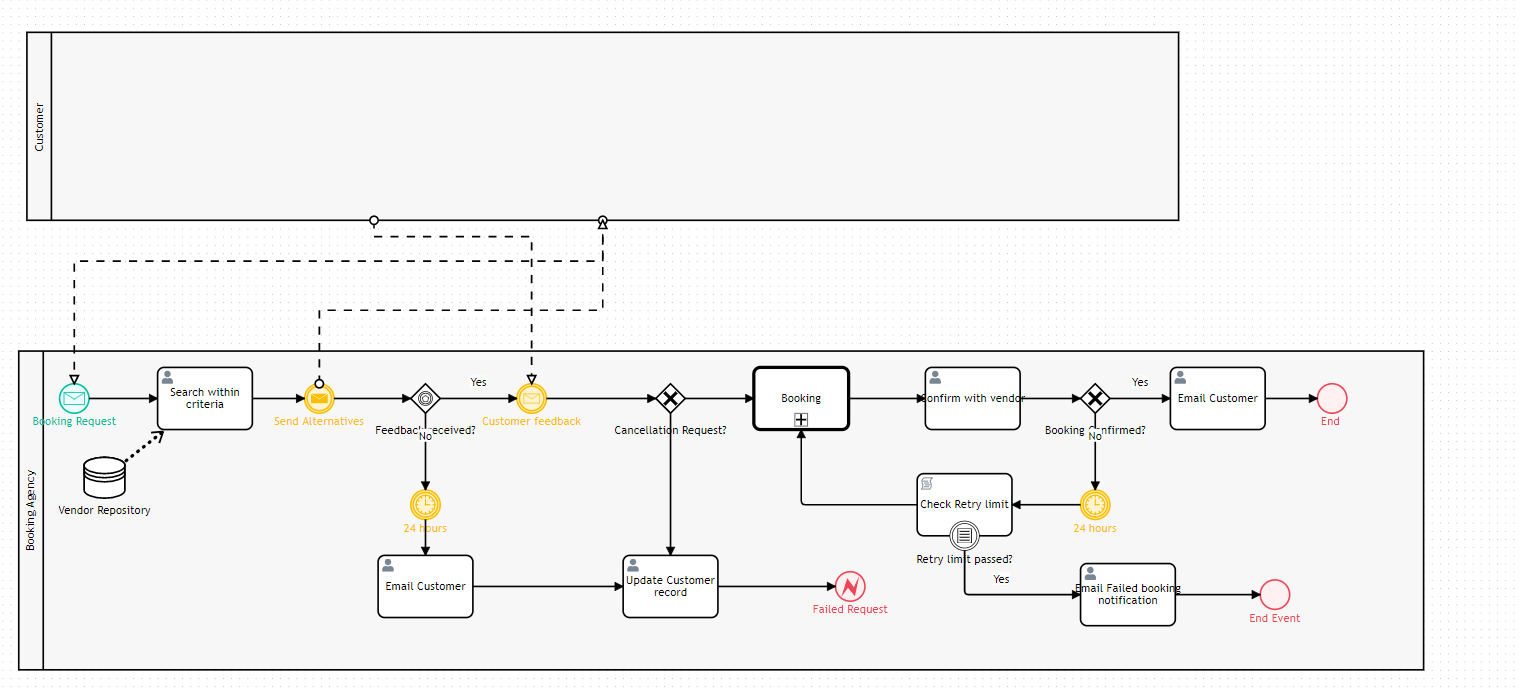 Customer
Booking Agency
Booking Request
Search within
criteria
Vendor Repository
Send Alternatives
Feedback received?
Yes
No
Customer feedback
24 hours
Email Customer
Cancellation Request?
Update Customer
record
Failed Request
Booking
Confirm with vendor
Booking Confirmed?
Yes
No
Email Customer
End
24 hours
Check Retry limit
Retry limit passed?
Yes
Email Failed booking
notification
End Event